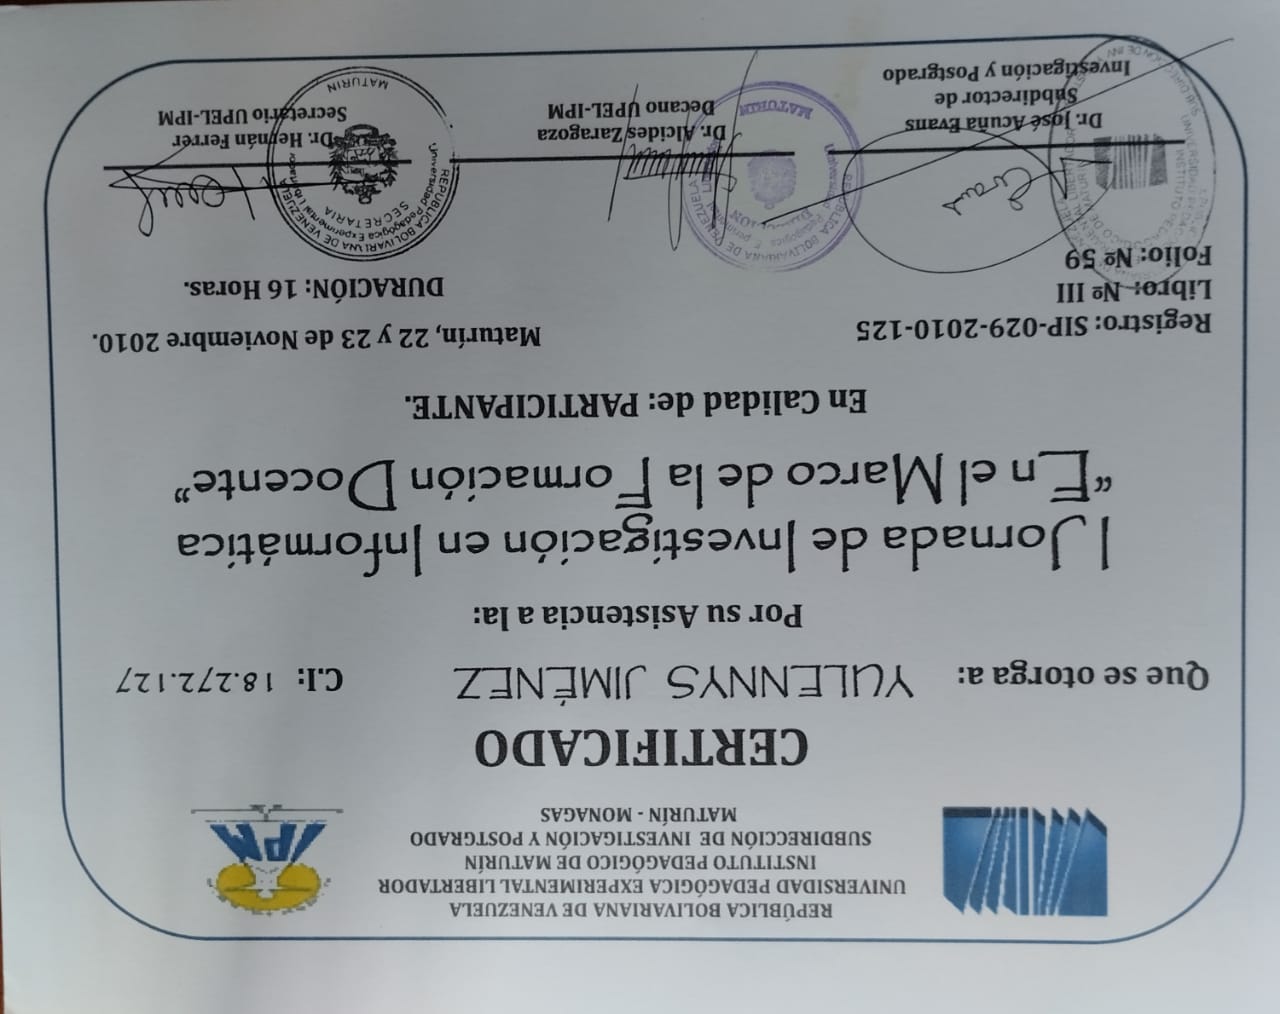 REPÚBLICA BOLIVARIANA DE VENEZUELA
UNIVERSIDAD PEDAGÓGICA EXPERIMENTAL LIBERTADOR
INSTITUTO PEDAGÓGICO DE MATURÍN
SUBDIRECCIÓN DE INVESTIGACIÓN Y POSTGRADO
MATURÍN - MONAGAS
IPM
CERTIFICADO
Que se otorga a: YULENNYS JIMÉNEZ C.I: 18.272.127
Por su Asistencia a la:
I Jornada de Investigación en Informática
“En el Marco de la Formación Docente”
En Calidad de: PARTICIPANTE.
Registro: SIP-029-2010-125
Libro: Nº III
Folio: Nº 59
Maturín, 22 y 23 de Noviembre 2010.
DURACIÓN: 16 Horas.
REPÚBLICA BOLIVARIANA DE VENEZUELA
MATURIN
REPÚBLICA BOLIVARIANA DE VENEZUELA
Universidad Pedagógica Experimental Libertador
SECRETARIA
MATURIN
Dr. José Acuña Evans
Subdirector de
Investigación y Postgrado
Dr. Alcides Zaragoza
Decano UPEL-IPM
Dr. Hernán Ferrer
Secretario UPEL-IPM